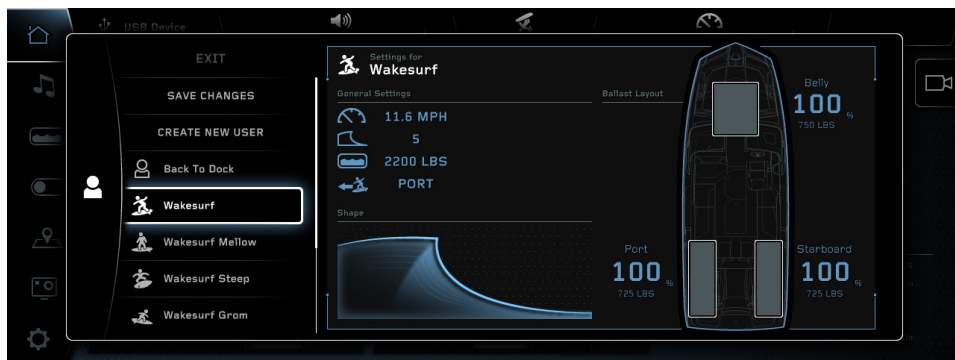 USB Device
EXIT
SAVE CHANGES
CREATE NEW USER
Back To Dock
Wakesurf
Wakesurf Mellow
Wakesurf Steep
Wakesurf Grom
Settings for
Wakesurf
General Settings
11.6 MPH
5
2200 LBS
PORT
Shape
Ballast Layout
Belly
100 %
750 LBS
Port
100 %
725 LBS
Starboard
100 %
725 LBS